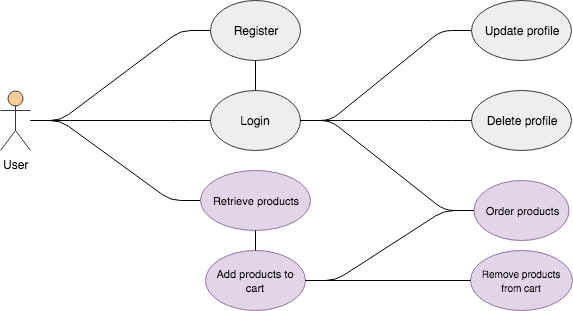 Register
Update profile
Login
Delete profile
User
Retrieve products
Order products
Add products to
cart
Remove products
from cart